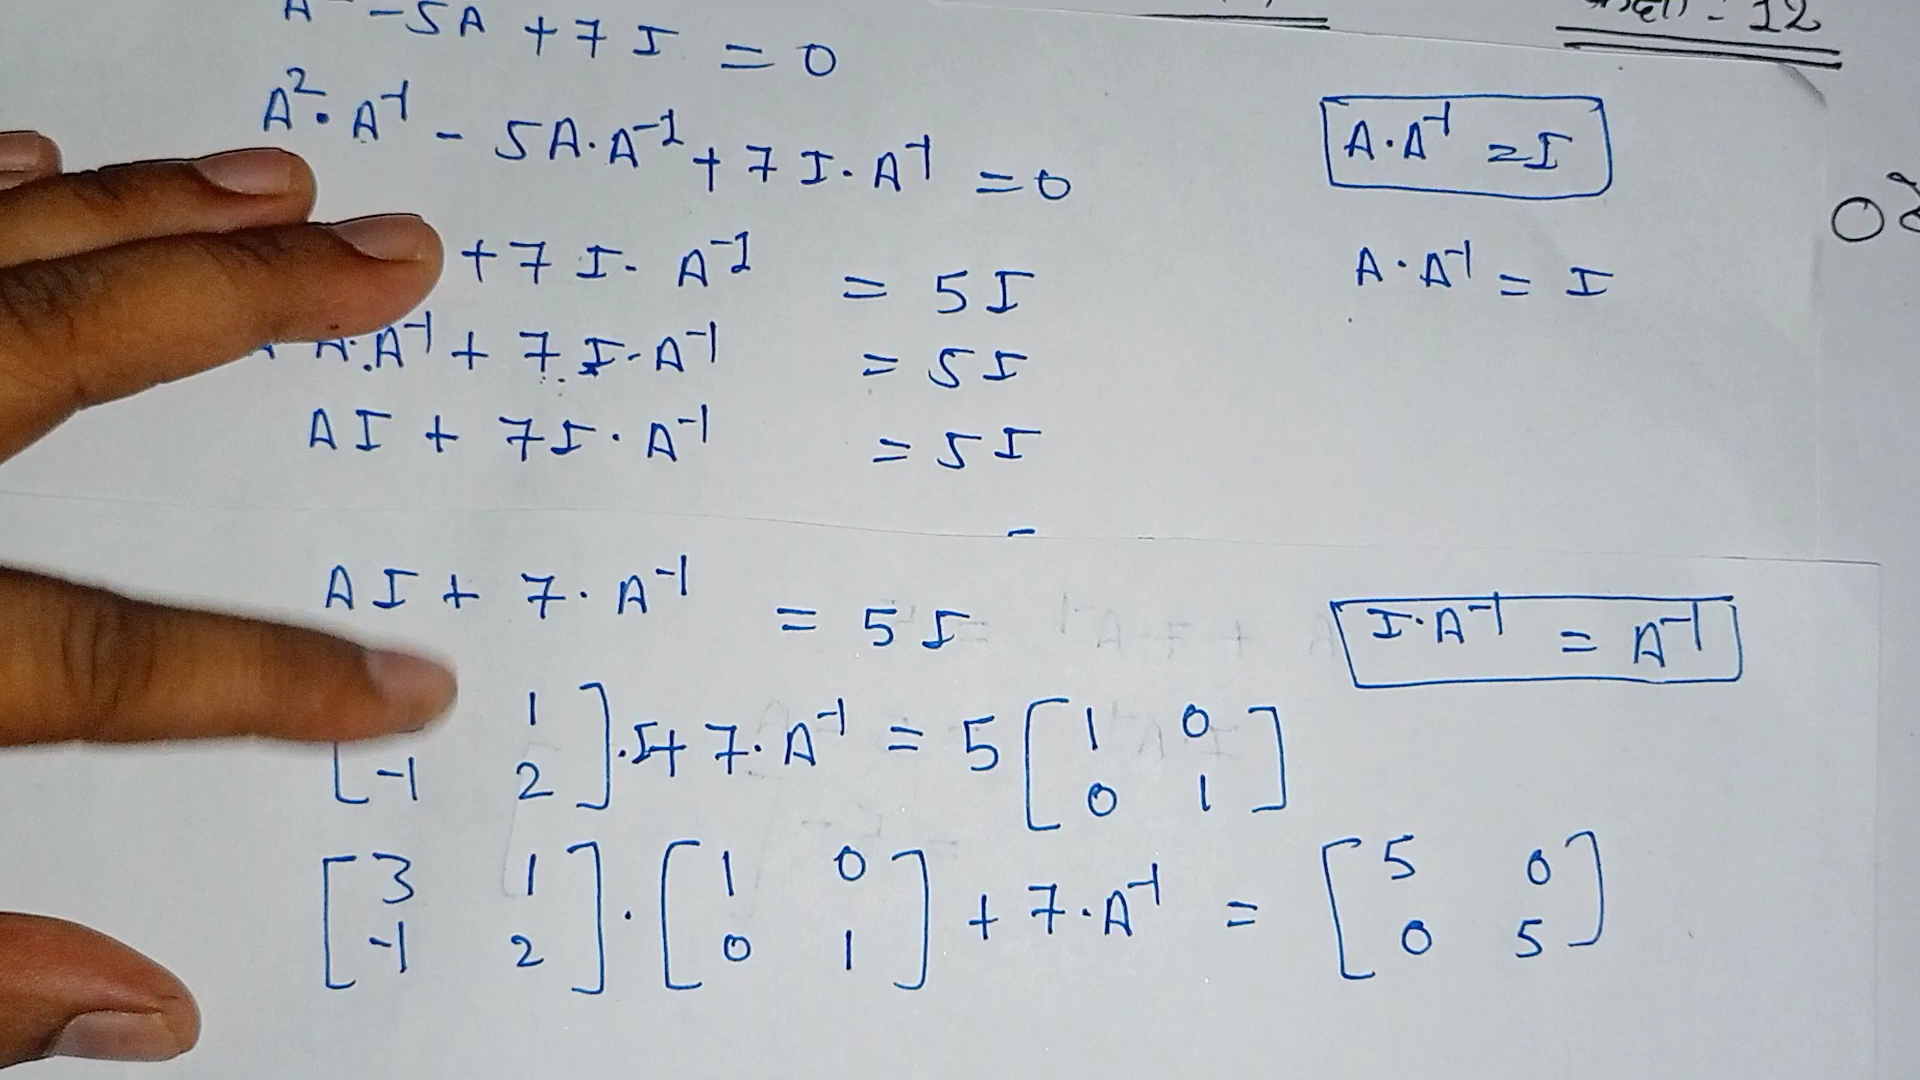 A² - 5A + 7I = 0
- 12
A²·A⁻¹ - 5A·A⁻¹ + 7I·A⁻¹ = 0
A·A⁻¹ = I
+ 7I·A⁻¹ = 5I
A·A⁻¹ = I
A·A⁻¹ + 7I·A⁻¹ = 5I
AI + 7I·A⁻¹ = 5I
AI + 7·A⁻¹ = 5I
I·A⁻¹ = A⁻¹
[1; -1 2]·I + 7·A⁻¹ = 5[1 0; 0 1]
[3 1; -1 2]·[1 0; 0 1] + 7·A⁻¹ = [5 0; 0 5]